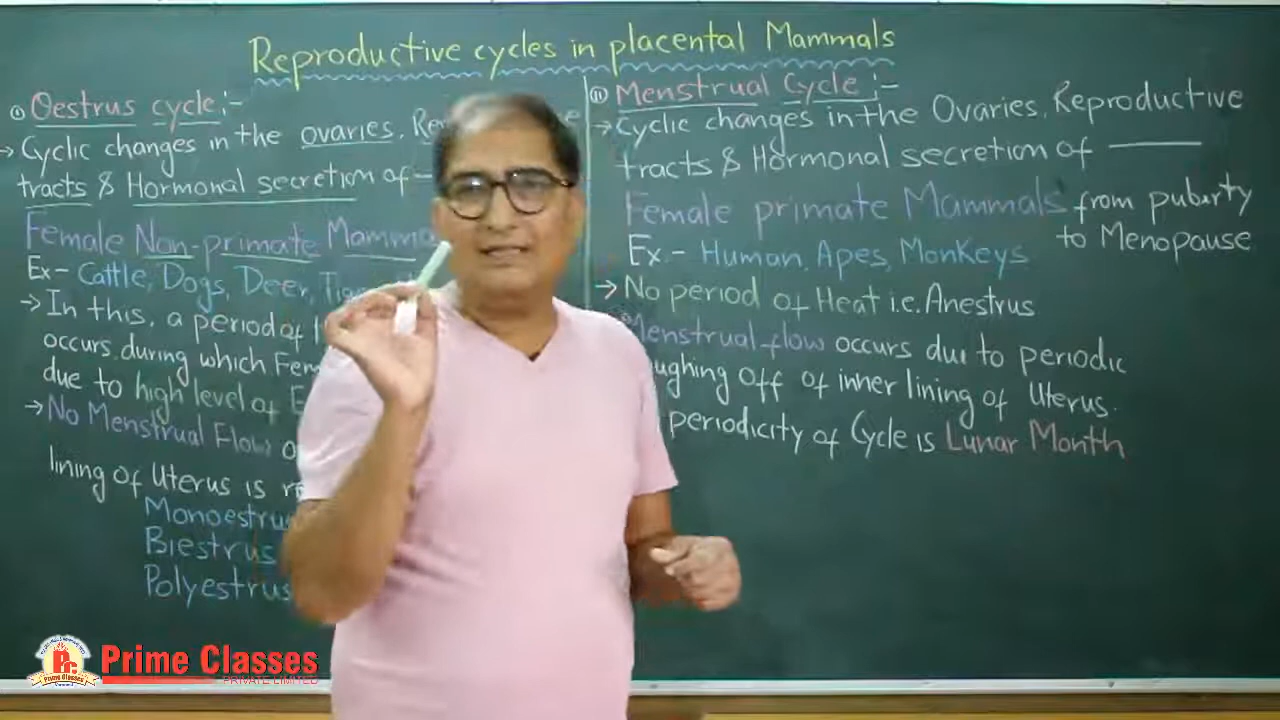 Reproductive cycles in placental Mammals
(i) Oestrus cycle :-
→ Cyclic changes in the ovaries,
tracts & Hormonal secretion of
Female Non-primate
Ex- Cattle, Dogs, Deer,
→ In this, a period of
occurs, during which
due to high level of
→ No Menstrual Flow
lining of Uterus is
Monoestrus
Biestrus
Polyestrus
(ii) Menstrual Cycle :-
→ Cyclic changes in the Ovaries, Reproductive
tracts & Hormonal secretion of
Female primate Mammals from puberty
to Menopause
Ex.- Human, Apes, Monkeys
→ No period of Heat i.e. Anestrus
Menstrual flow occurs due to periodic
off of inner lining of Uterus.
periodicity of Cycle is Lunar Month
Prime Classes
PRIVATE LIMITED